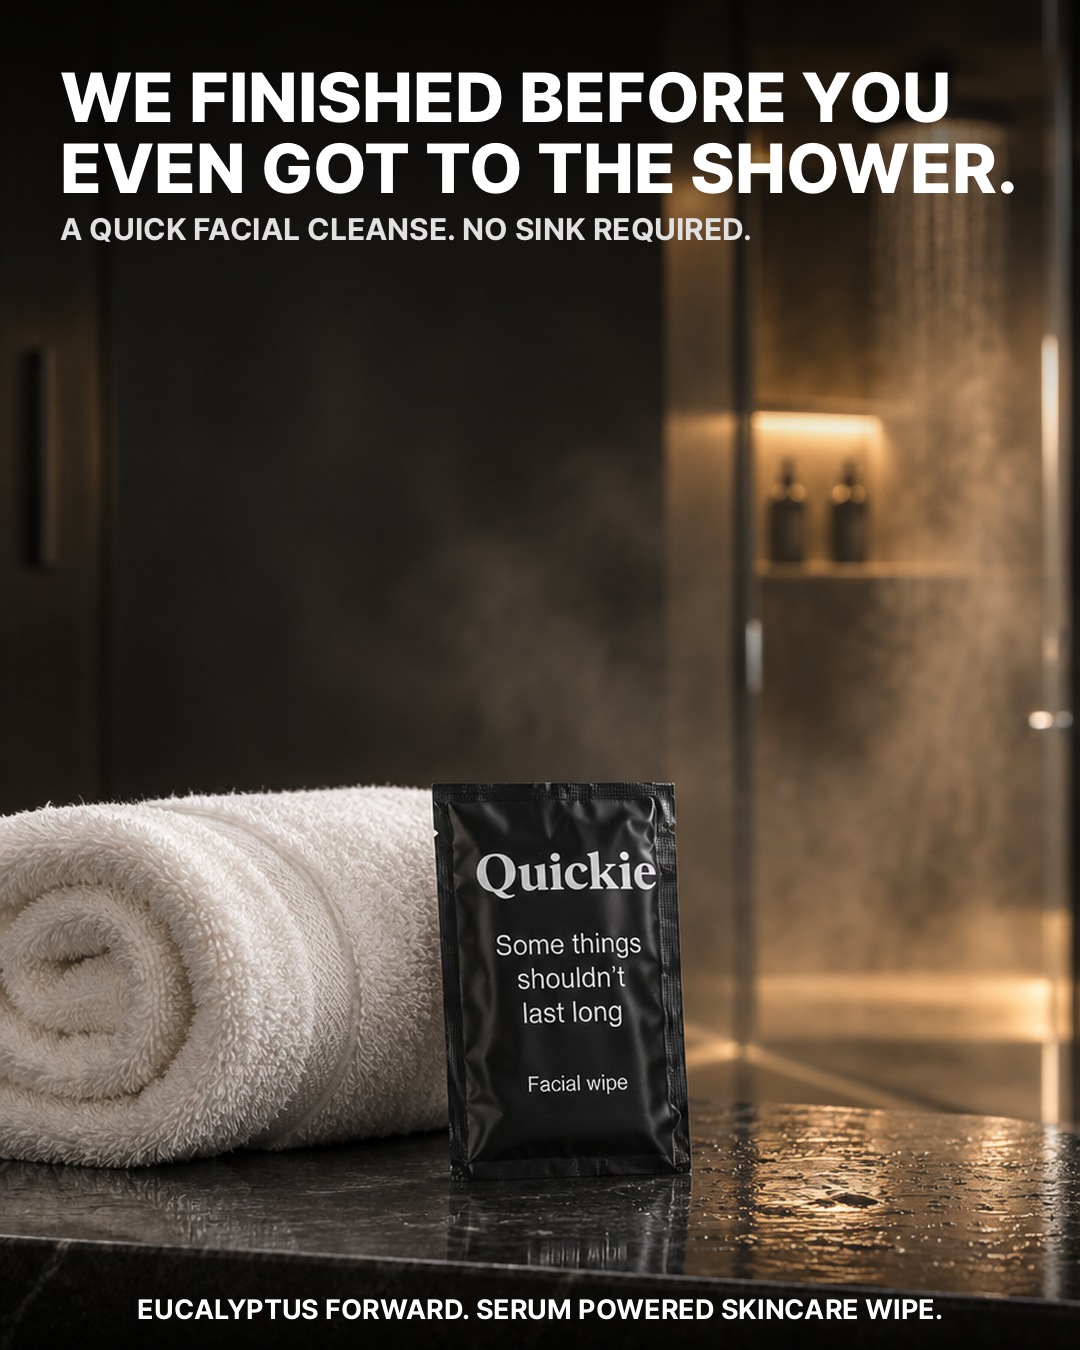 WE FINISHED BEFORE YOU
EVEN GOT TO THE SHOWER.
A QUICK FACIAL CLEANSE. NO SINK REQUIRED.
Quickie
Some things
shouldn't
last long
Facial wipe
EUCALYPTUS FORWARD. SERUM POWERED SKINCARE WIPE.